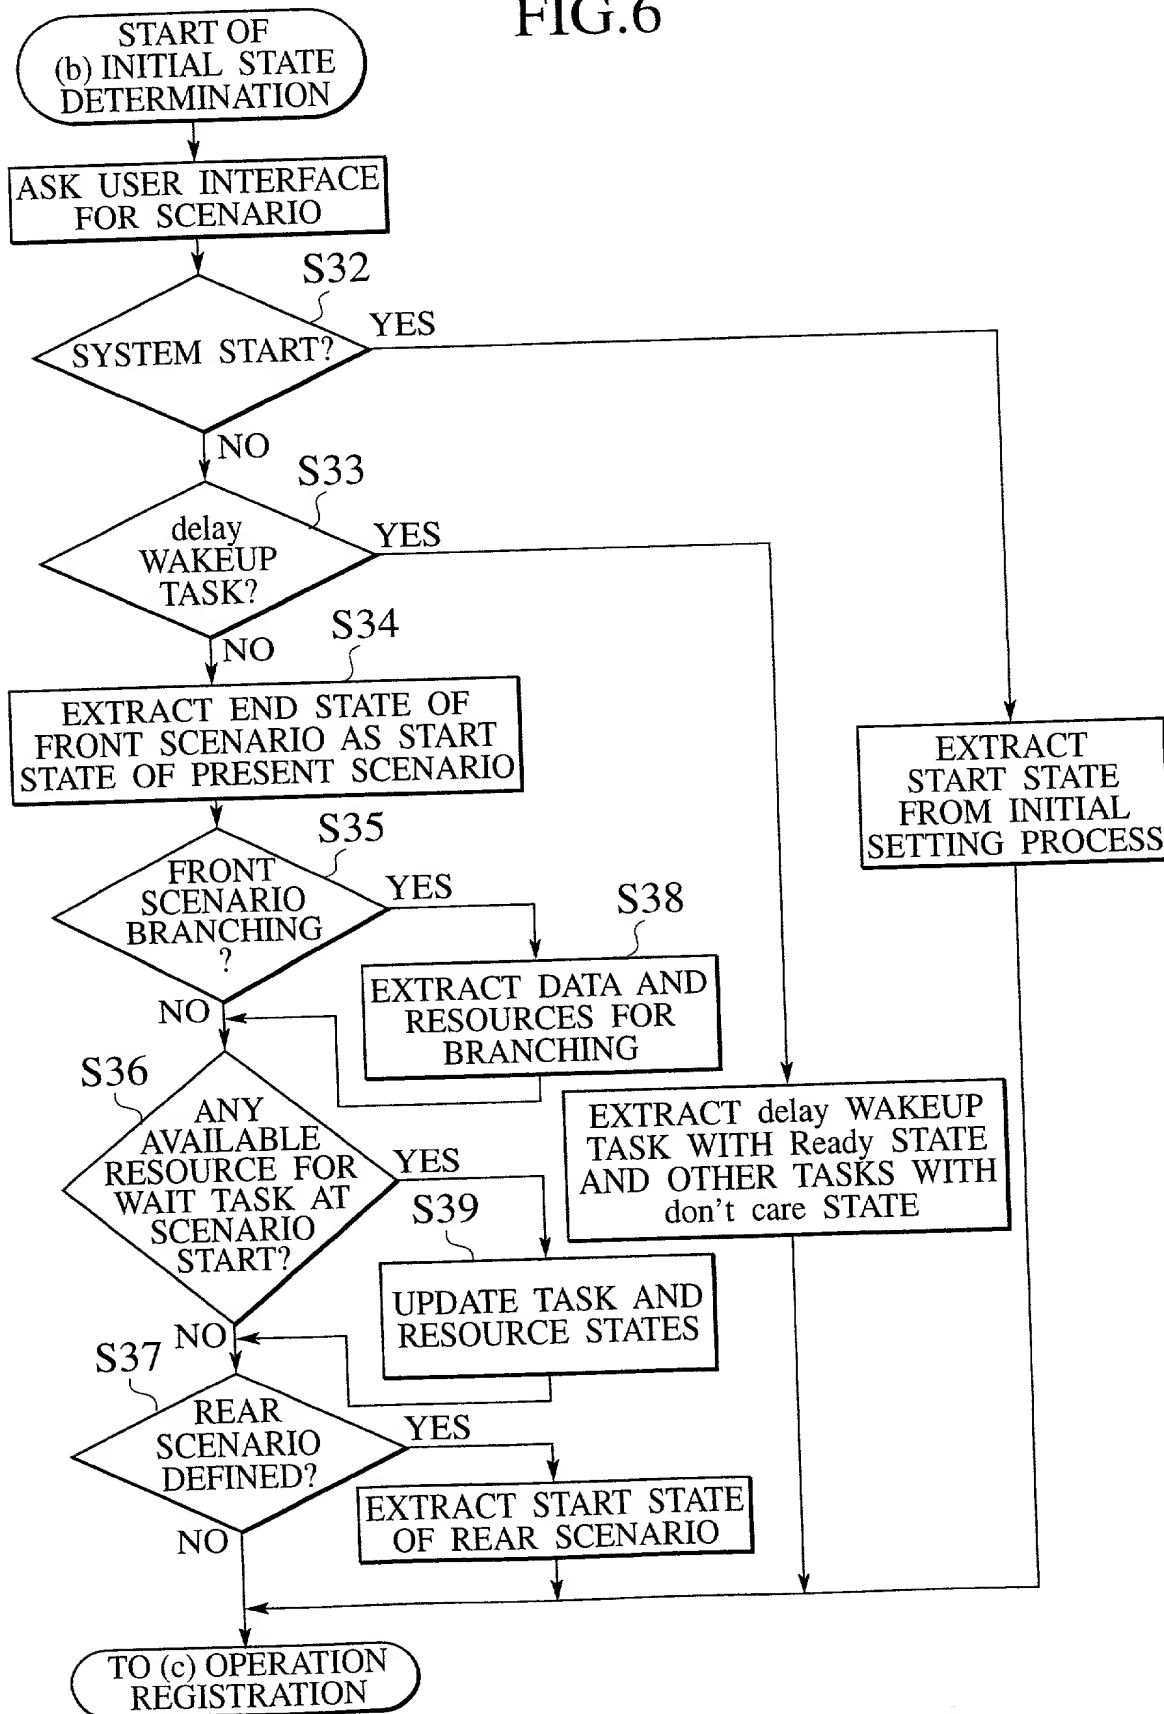 FIG.6
START OF
(b) INITIAL STATE
DETERMINATION
ASK USER INTERFACE
FOR SCENARIO
S32
SYSTEM START?
YES
NO
S33
delay
WAKEUP
TASK?
YES
NO
S34
EXTRACT END STATE OF
FRONT SCENARIO AS START
STATE OF PRESENT SCENARIO
EXTRACT
START STATE
FROM INITIAL
SETTING PROCESS
S35
FRONT
SCENARIO
BRANCHING
?
YES
NO
S38
EXTRACT DATA AND
RESOURCES FOR
BRANCHING
S36
ANY
AVAILABLE
RESOURCE FOR
WAIT TASK AT
SCENARIO
START?
YES
NO
EXTRACT delay WAKEUP
TASK WITH Ready STATE
AND OTHER TASKS WITH
don't care STATE
S39
UPDATE TASK AND
RESOURCE STATES
S37
REAR
SCENARIO
DEFINED?
YES
NO
EXTRACT START STATE
OF REAR SCENARIO
TO (c) OPERATION
REGISTRATION